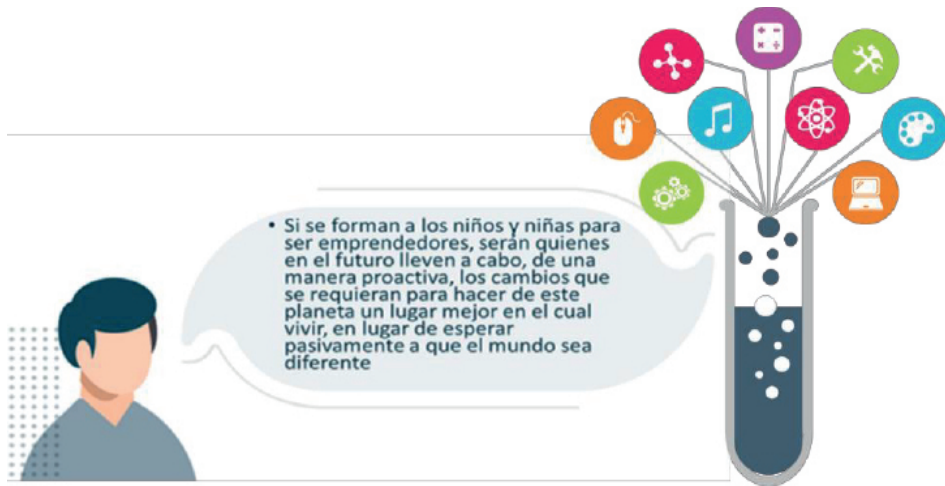 • Si se forman a los niños y niñas para
ser emprendedores, serán quienes
en el futuro lleven a cabo, de una
manera proactiva, los cambios que
se requieran para hacer de este
planeta un lugar mejor en el cual
vivir, en lugar de esperar
pasivamente a que el mundo sea
diferente